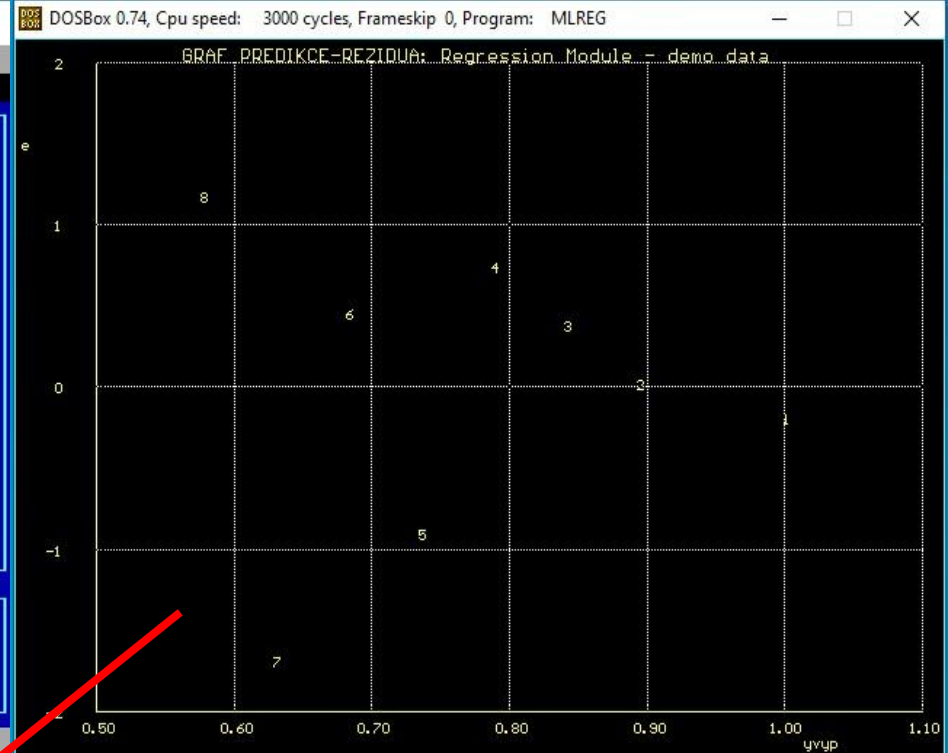 DOSBox 0.74, Cpu speed: 3000 cycles, Frameskip 0, Program: MLREG
GRAF PREDIKCE-REZIDUA: Regression Module - demo data
2
e
8
1
4
6
3
0
2
1
5
-1
7
0.50 0.60 0.70 0.80 0.90 1.00 1.10
yvyp